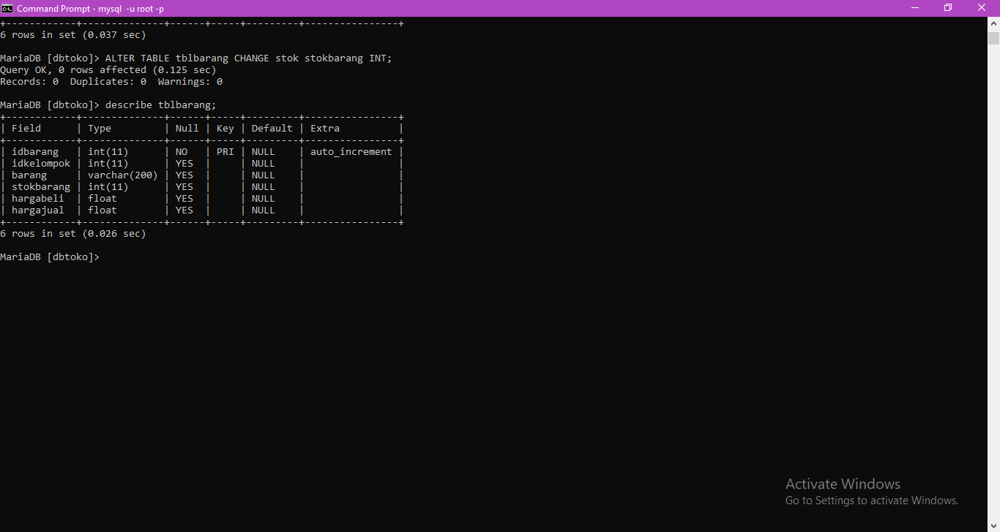 Command Prompt - mysql -u root -p
+------------+--------------+------+-----+---------+----------------+
6 rows in set (0.037 sec)
MariaDB [dbtoko]> ALTER TABLE tblbarang CHANGE stok stokbarang INT;
Query OK, 0 rows affected (0.125 sec)
Records: 0  Duplicates: 0  Warnings: 0
MariaDB [dbtoko]> describe tblbarang;
+------------+--------------+------+-----+---------+----------------+
| Field      | Type         | Null | Key | Default | Extra          |
+------------+--------------+------+-----+---------+----------------+
| idbarang   | int(11)      | NO   | PRI | NULL    | auto_increment |
| idkelompok | int(11)      | YES  |     | NULL    |                |
| barang     | varchar(200) | YES  |     | NULL    |                |
| stokbarang | int(11)      | YES  |     | NULL    |                |
| hargabeli  | float        | YES  |     | NULL    |                |
| hargajual  | float        | YES  |     | NULL    |                |
+------------+--------------+------+-----+---------+----------------+
6 rows in set (0.026 sec)
MariaDB [dbtoko]>
Activate Windows
Go to Settings to activate Windows.